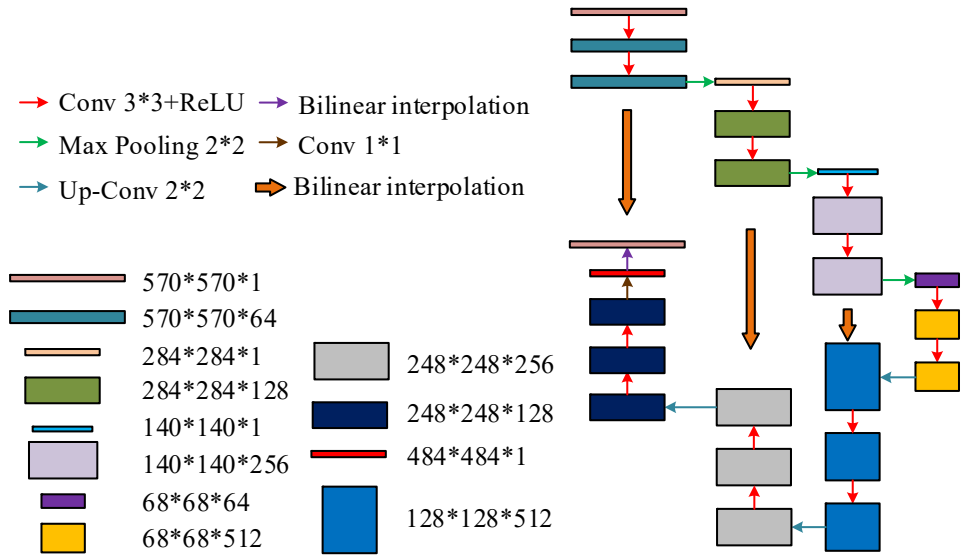 Conv 3*3+ReLU
Bilinear interpolation
Max Pooling 2*2
Conv 1*1
Up-Conv 2*2
Bilinear interpolation
570*570*1
570*570*64
284*284*1
284*284*128
140*140*1
140*140*256
68*68*64
68*68*512
248*248*256
248*248*128
484*484*1
128*128*512